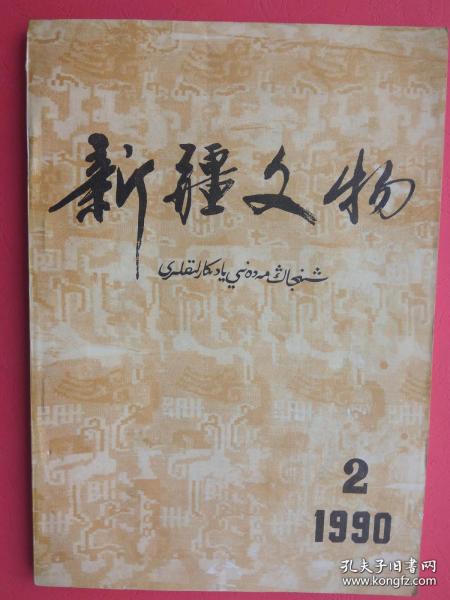 新疆文物
شىنجاڭ مەدەنىي يادىكارلىقلىرى
2
1990
孔夫子旧书网
www.kongfz.com